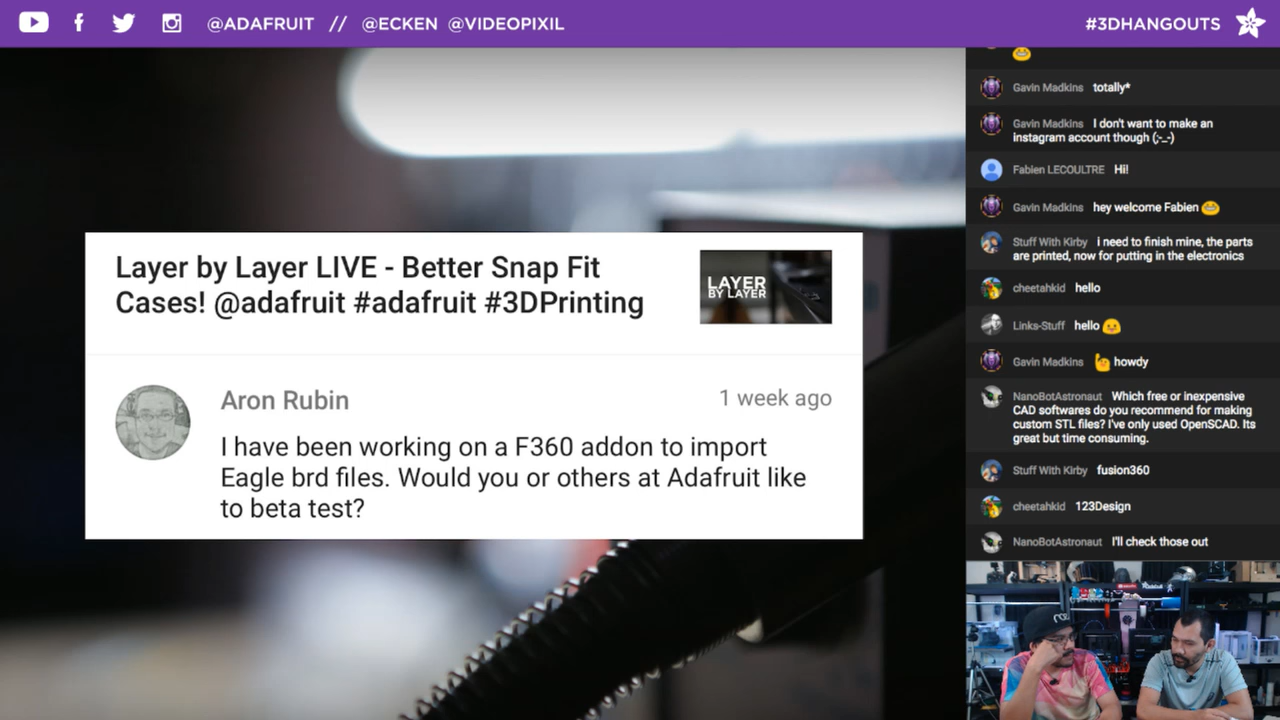 @ADAFRUIT // @ECKEN @VIDEOPIXIL
#3DHANGOUTS
Layer by Layer LIVE - Better Snap Fit
Cases! @adafruit #adafruit #3DPrinting
LAYER
BY LAYER
Aron Rubin
1 week ago
I have been working on a F360 addon to import
Eagle brd files. Would you or others at Adafruit like
to beta test?
Gavin Madkins totally*
Gavin Madkins I don't want to make an
instagram account though (;-_-)
Fabien LECOULTRE Hi!
Gavin Madkins hey welcome Fabien 😁
Stuff With Kirby i need to finish mine, the parts
are printed, now for putting in the electronics
cheetahkid hello
Links-Stuff hello 😀
Gavin Madkins 💪 howdy
NanoBotAstronaut Which free or inexpensive
CAD softwares do you recommend for making
custom STL files? I've only used OpenSCAD. Its
great but time consuming.
Stuff With Kirby fusion360
cheetahkid 123Design
NanoBotAstronaut I'll check those out